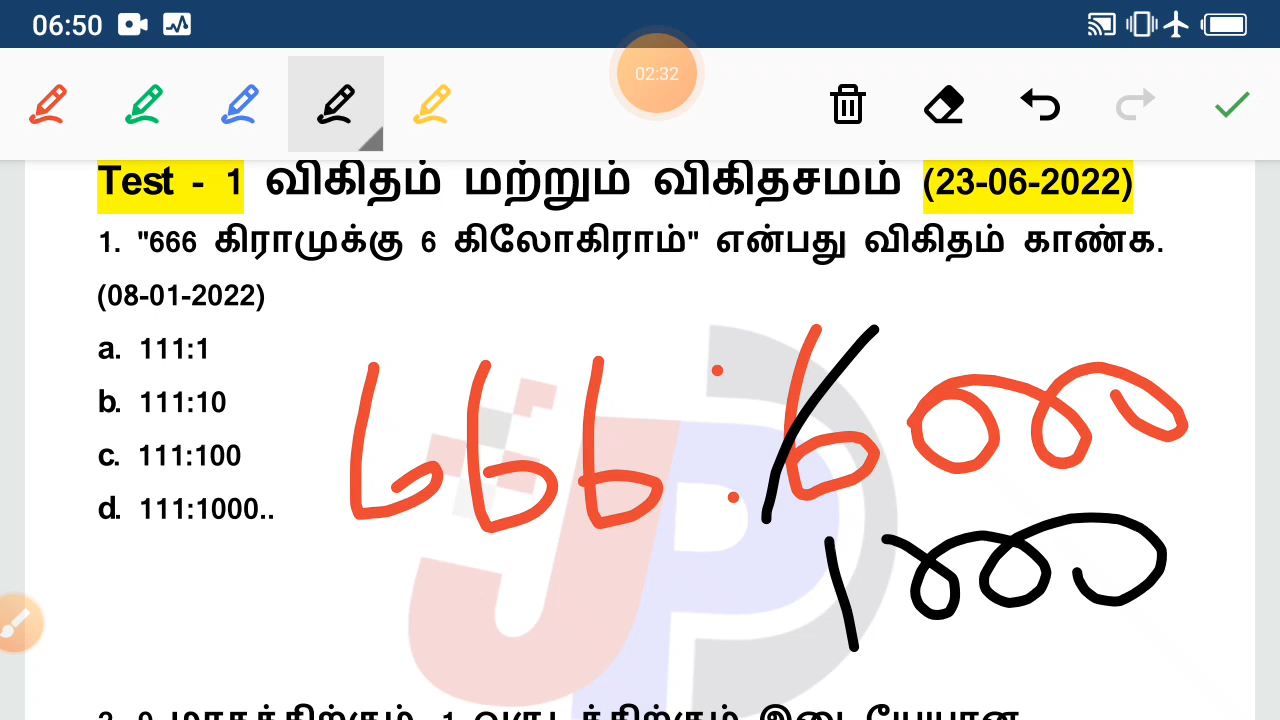 06:50
02:32
Test - 1 விகிதம் மற்றும் விகிதசமம் (23-06-2022)
1. "666 கிராமுக்கு 6 கிலோகிராம்" என்பது விகிதம் காண்க.
(08-01-2022)
a. 111:1
b. 111:10
c. 111:100
d. 111:1000..
666 : 6000
1000
JP